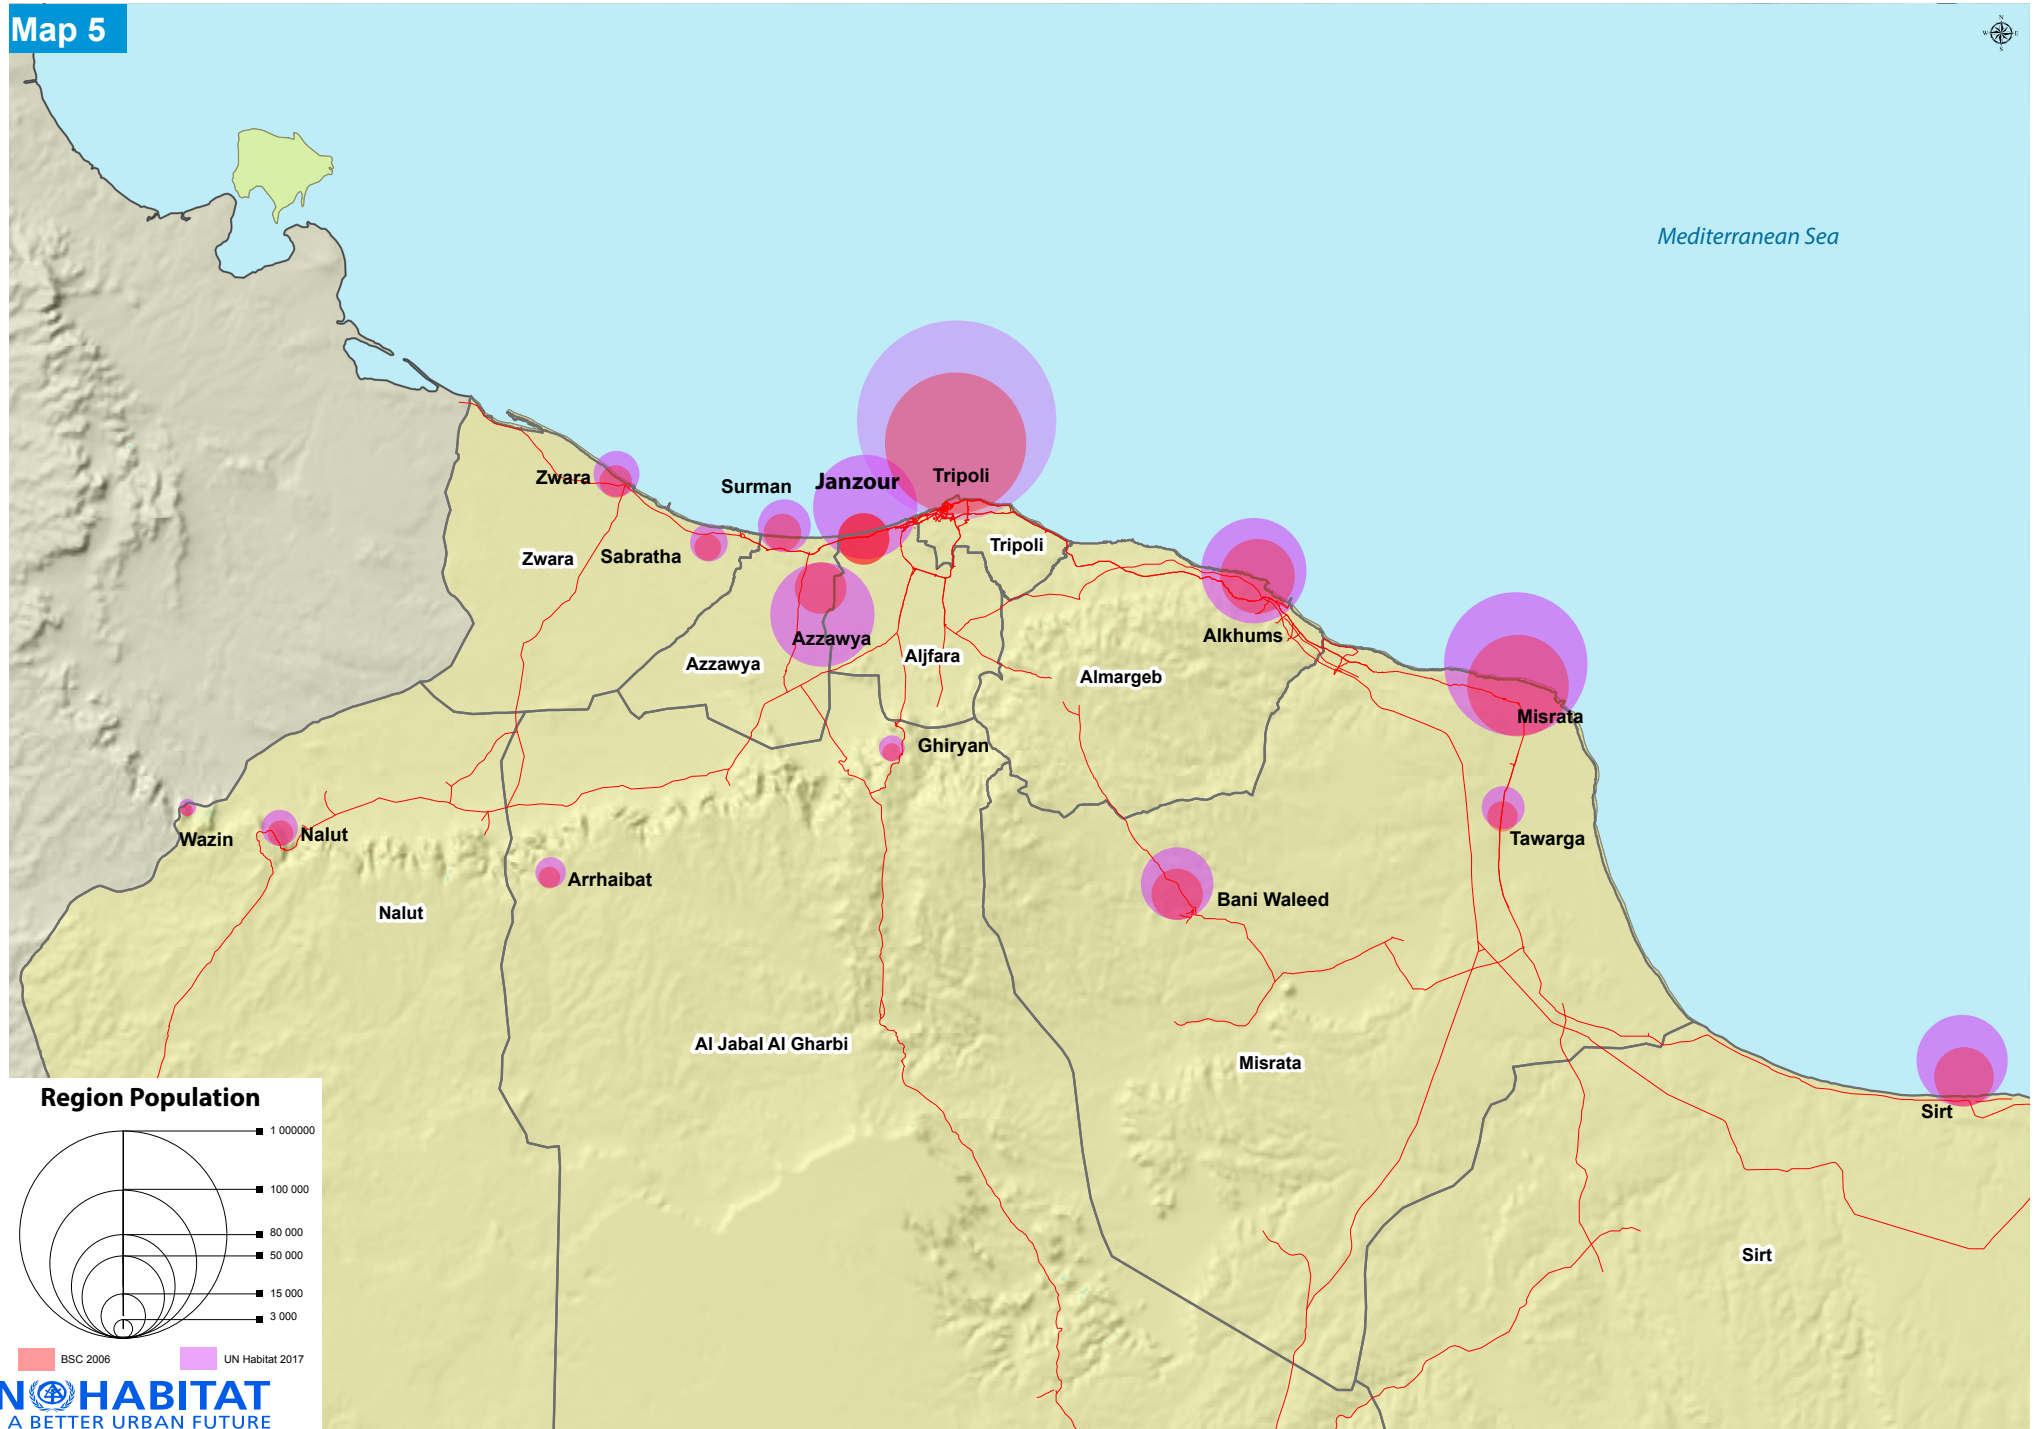 Map 5
N
W E
S
Mediterranean Sea
Zwara
Surman
Janzour
Tripoli
Zwara
Sabratha
Tripoli
Azzawya
Azzawya
Aljfara
Almargeb
Alkhums
Misrata
Ghiryan
Wazin
Nalut
Arrhaibat
Nalut
Bani Waleed
Tawarga
Al Jabal Al Gharbi
Misrata
Sirt
Sirt
Region Population
1 000000
100 000
80 000
50 000
15 000
3 000
BSC 2006
UN Habitat 2017
N HABITAT
A BETTER URBAN FUTURE